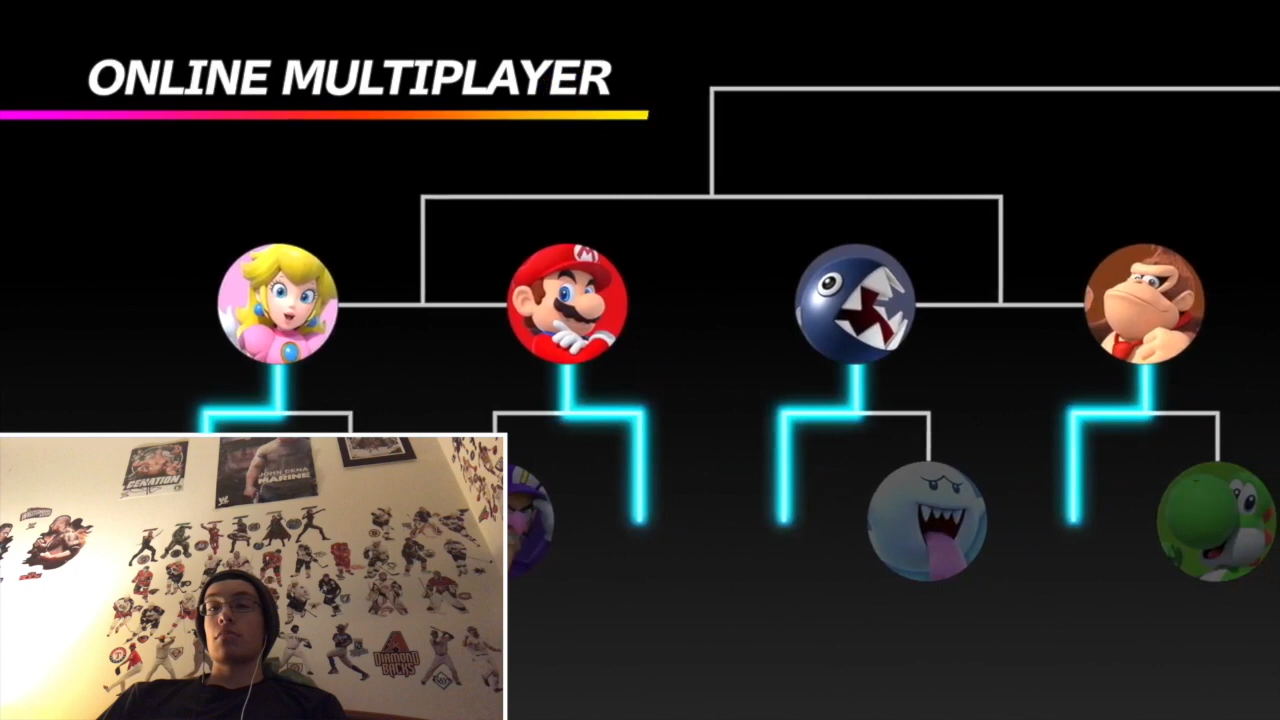 ONLINE MULTIPLAYER
M
CENATION
JOHN CENA
MARINE
DIAMOND
BACKS